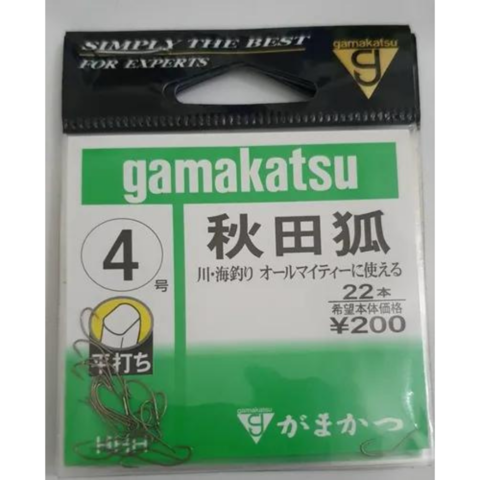 SIMPLY THE BEST
FOR EXPERTS
gamakatsu
g
gamakatsu
4号
秋田狐
川・海釣り オールマイティーに使える
22本
希望本体価格
¥200
平打ち
g がまかつ
gamakatsu